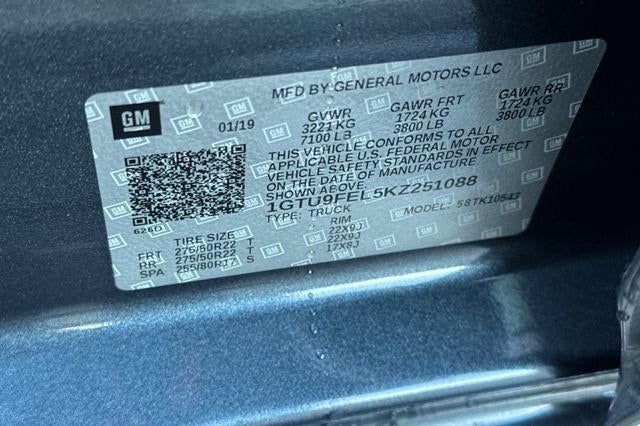 MFD BY GENERAL MOTORS LLC
GM
01/19
GVWR GAWR FRT GAWR RR
3221 KG 1724 KG 1724 KG
7100 LB 3800 LB 3800 LB
THIS VEHICLE CONFORMS TO ALL
APPLICABLE U.S. FEDERAL MOTOR
VEHICLE SAFETY STANDARDS IN EFFECT
ON THE DATE OF MANUFACTURE
SHOWN ABOVE.
1GTU9FEL5KZ251088
TYPE: TRUCK MODEL: 58TK10543
626D
TIRE SIZE RIM
FRT 275/50R22 T 22X9J
RR 275/50R22 T 22X9J
SPA 255/80R17 S 17X8J